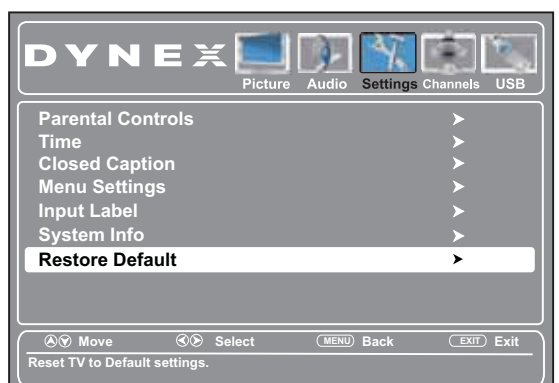 DYNEX
Picture Audio Settings Channels USB
Parental Controls
Time
Closed Caption
Menu Settings
Input Label
System Info
Restore Default
Move Select MENU Back EXIT Exit
Reset TV to Default settings.